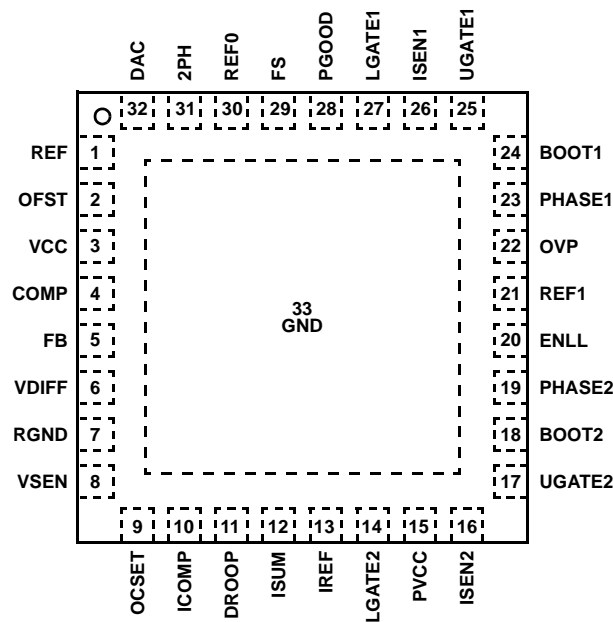 DAC 2PH REF0 FS PGOOD LGATE1 ISEN1 UGATE1
32 31 30 29 28 27 26 25
REF 1 24 BOOT1
OFST 2 23 PHASE1
VCC 3 22 OVP
COMP 4 21 REF1
33
GND
FB 5 20 ENLL
VDIFF 6 19 PHASE2
RGND 7 18 BOOT2
VSEN 8 17 UGATE2
9 10 11 12 13 14 15 16
OCSET ICOMP DROOP ISUM IREF LGATE2 PVCC ISEN2